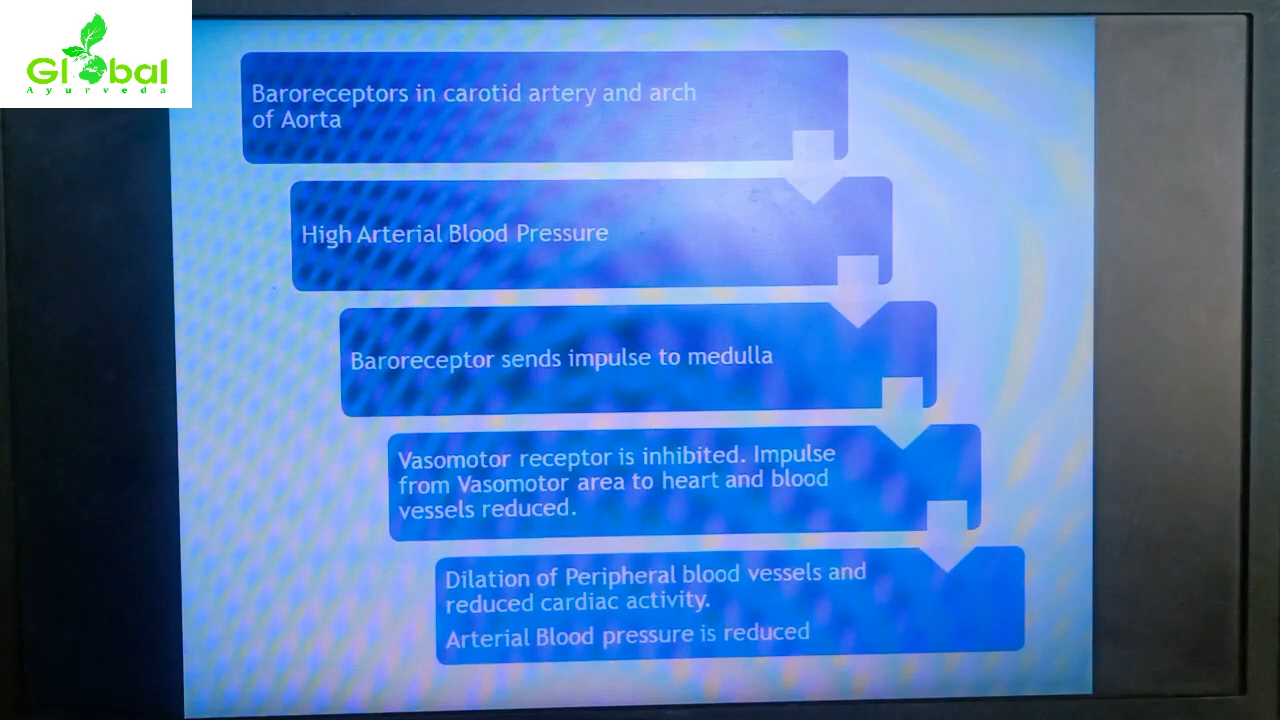 Global
Ayurveda
Baroreceptors in carotid artery and arch
of Aorta
High Arterial Blood Pressure
Baroreceptor sends impulse to medulla
Vasomotor receptor is inhibited. Impulse
from Vasomotor area to heart and blood
vessels reduced.
Dilation of Peripheral blood vessels and
reduced cardiac activity.
Arterial Blood pressure is reduced